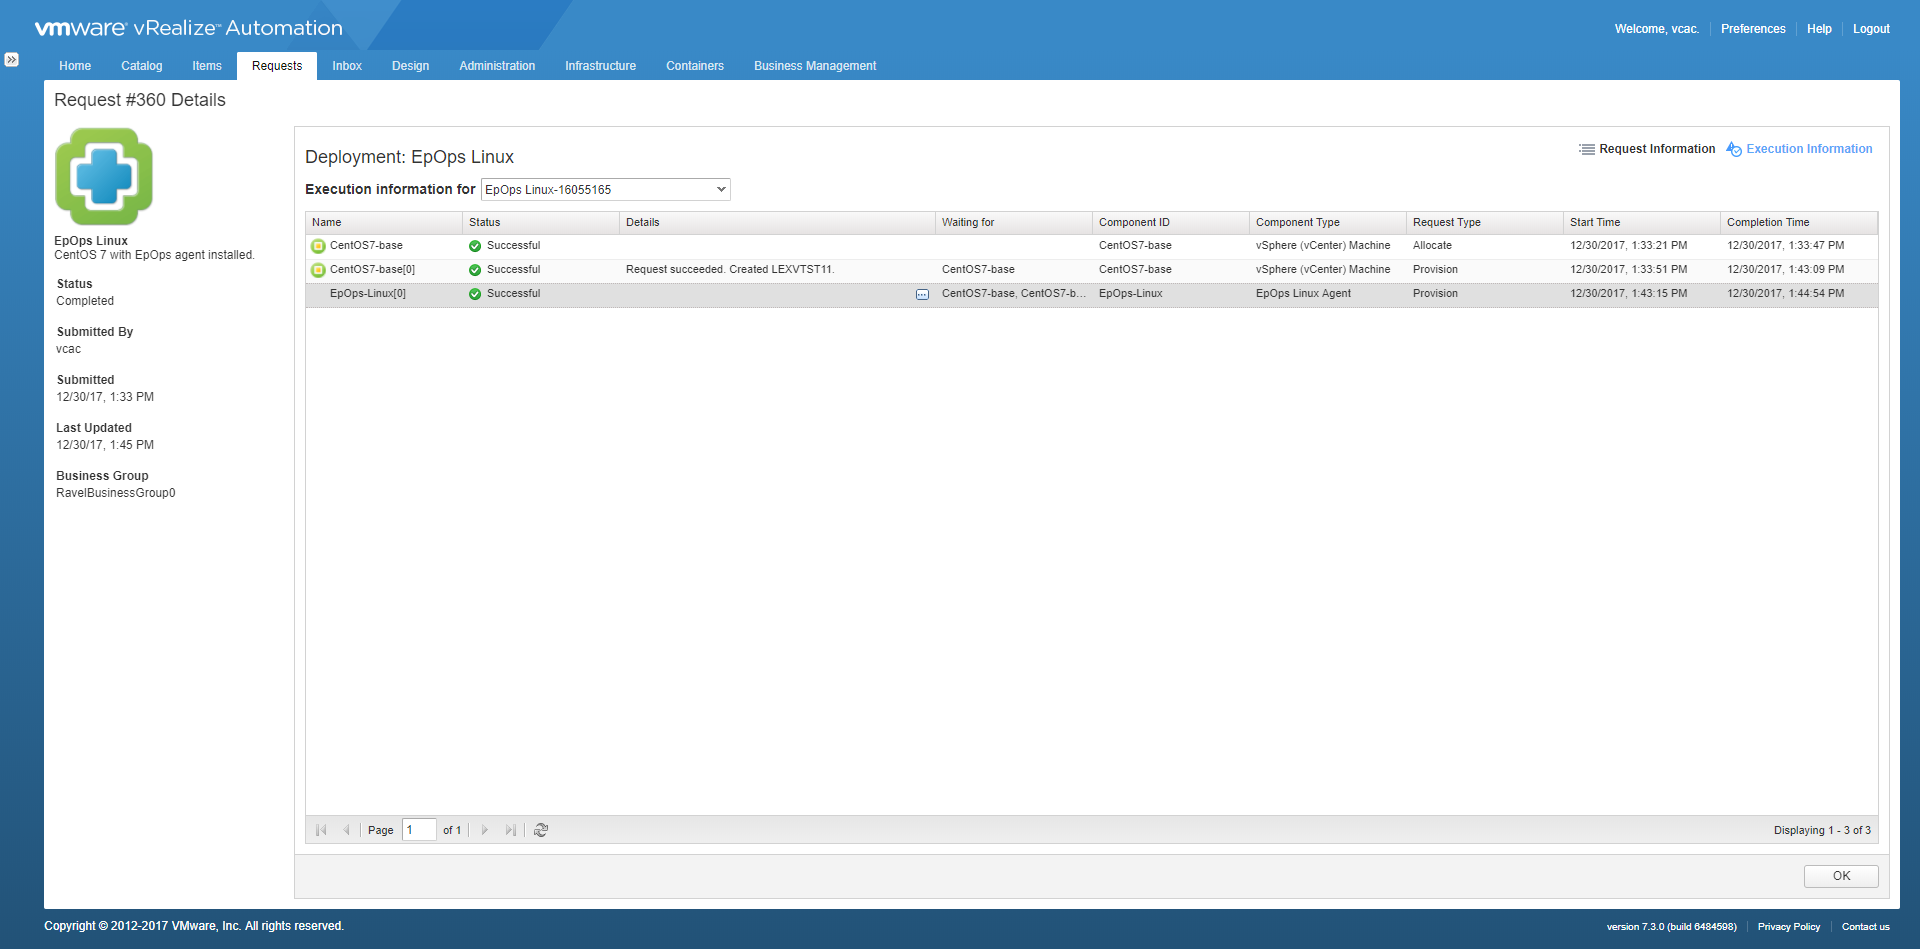 vmware® vRealize™ Automation
Welcome, vcac. Preferences Help Logout
Home Catalog Items Requests Inbox Design Administration Infrastructure Containers Business Management
Request #360 Details
EpOps Linux
CentOS 7 with EpOps agent installed.
Status
Completed
Submitted By
vcac
Submitted
12/30/17, 1:33 PM
Last Updated
12/30/17, 1:45 PM
Business Group
RavelBusinessGroup0
Deployment: EpOps Linux
Request Information Execution Information
Execution information for EpOps Linux-16055165
Name Status Details Waiting for Component ID Component Type Request Type Start Time Completion Time
CentOS7-base Successful CentOS7-base vSphere (vCenter) Machine Allocate 12/30/2017, 1:33:21 PM 12/30/2017, 1:33:47 PM
CentOS7-base[0] Successful Request succeeded. Created LEXVTST11. CentOS7-base CentOS7-base vSphere (vCenter) Machine Provision 12/30/2017, 1:33:51 PM 12/30/2017, 1:43:09 PM
EpOps-Linux[0] Successful CentOS7-base, CentOS7-b... EpOps-Linux EpOps Linux Agent Provision 12/30/2017, 1:43:15 PM 12/30/2017, 1:44:54 PM
Page 1 of 1 Displaying 1 - 3 of 3
OK
Copyright © 2012-2017 VMware, Inc. All rights reserved. version 7.3.0 (build 6484598) Privacy Policy Contact us